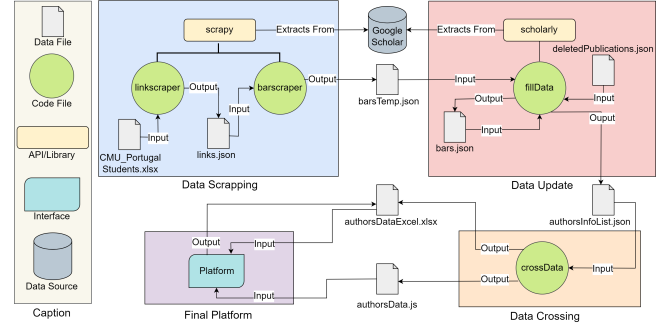 Data File
Code File
API/Library
Interface
Data Source
Caption
scrapy
Extracts From
Google
Scholar
Extracts From
scholarly
linkscraper
Output
barscraper
Output
Input
Input
CMU_Portugal
Students.xlsx
links.json
Data Scrapping
barsTemp.json
Input
fillData
deletedPublications.json
Input
Output
Input
bars.json
Ouput
Data Update
authorsDataExcel.xlsx
authorsInfoList.json
Output
Input
Platform
Input
Final Platform
authorsData.js
Output
Output
crossData
Input
Data Crossing